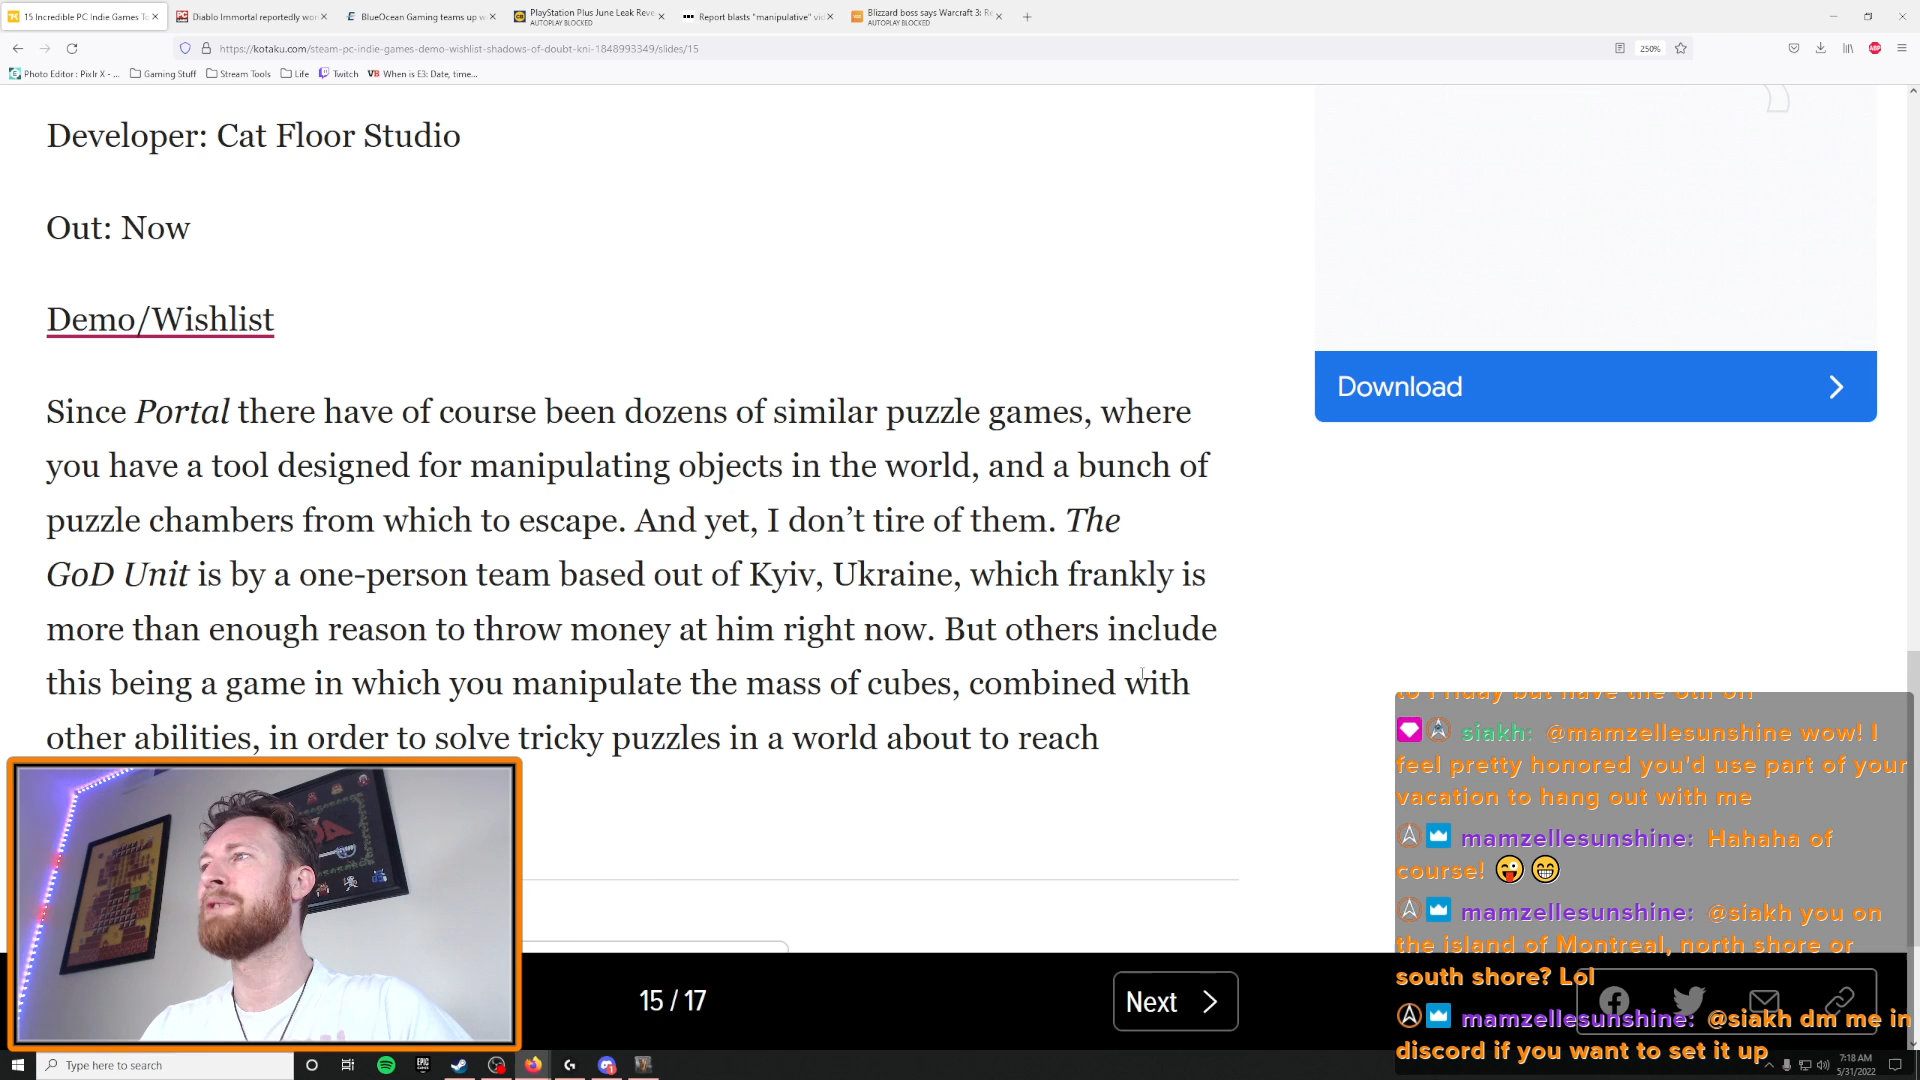 15 Incredible PC Indie Games To
Diablo Immortal reportedly won
BlueOcean Gaming teams up w
PlayStation Plus June Leak Reve
AUTOPLAY BLOCKED
Report blasts "manipulative" vid
Blizzard boss says Warcraft 3: Re
AUTOPLAY BLOCKED
https://kotaku.com/steam-pc-indie-games-demo-wishlist-shadows-of-doubt-kni-1848993349/slides/15
250%
Photo Editor : Pixlr X - ...
Gaming Stuff
Stream Tools
Life
Twitch
When is E3: Date, time...
Developer: Cat Floor Studio
Out: Now
Demo/Wishlist
Since Portal there have of course been dozens of similar puzzle games, where
you have a tool designed for manipulating objects in the world, and a bunch of
puzzle chambers from which to escape. And yet, I don’t tire of them. The
GoD Unit is by a one-person team based out of Kyiv, Ukraine, which frankly is
more than enough reason to throw money at him right now. But others include
this being a game in which you manipulate the mass of cubes, combined with
other abilities, in order to solve tricky puzzles in a world about to reach
Download
siakh: @mamzellesunshine wow! I
feel pretty honored you'd use part of your
vacation to hang out with me
mamzellesunshine: Hahaha of
course!
mamzellesunshine: @siakh you on
the island of Montreal, north shore or
south shore? Lol
mamzellesunshine: @siakh dm me in
discord if you want to set it up
15 / 17
Next
Type here to search
7:18 AM
5/31/2022